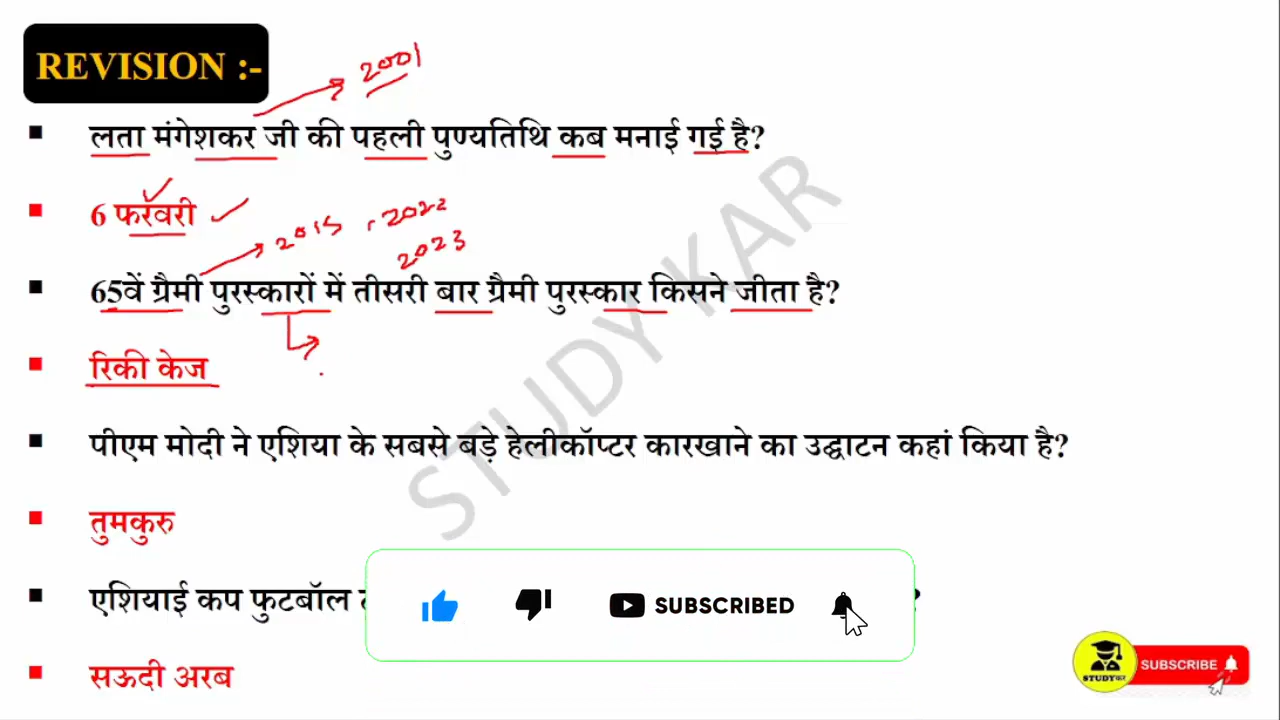 REVISION :-
2001
लता मंगेशकर जी की पहली पुण्यतिथि कब मनाई गई है?
6 फरवरी
2015, 2022
2023
65वें ग्रैमी पुरस्कारों में तीसरी बार ग्रैमी पुरस्कार किसने जीता है?
रिकी केज
पीएम मोदी ने एशिया के सबसे बड़े हेलीकॉप्टर कारखाने का उद्घाटन कहां किया है?
तुमकुरु
एशियाई कप फुटबॉल ?
SUBSCRIBED
सऊदी अरब
STUDY KAR
STUDY कर
SUBSCRIBE